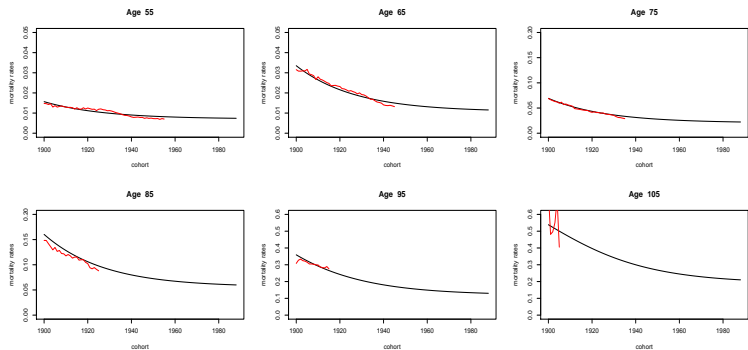 Age 55
mortality rates
0.00 0.01 0.02 0.03 0.04 0.05
1900 1920 1940 1960 1980
cohort
Age 65
mortality rates
0.00 0.01 0.02 0.03 0.04 0.05
1900 1920 1940 1960 1980
cohort
Age 75
mortality rates
0.00 0.05 0.10 0.15 0.20
1900 1920 1940 1960 1980
cohort
Age 85
mortality rates
0.00 0.05 0.10 0.15 0.20
1900 1920 1940 1960 1980
cohort
Age 95
mortality rates
0.0 0.1 0.2 0.3 0.4 0.5 0.6
1900 1920 1940 1960 1980
cohort
Age 105
mortality rates
0.0 0.1 0.2 0.3 0.4 0.5 0.6
1900 1920 1940 1960 1980
cohort